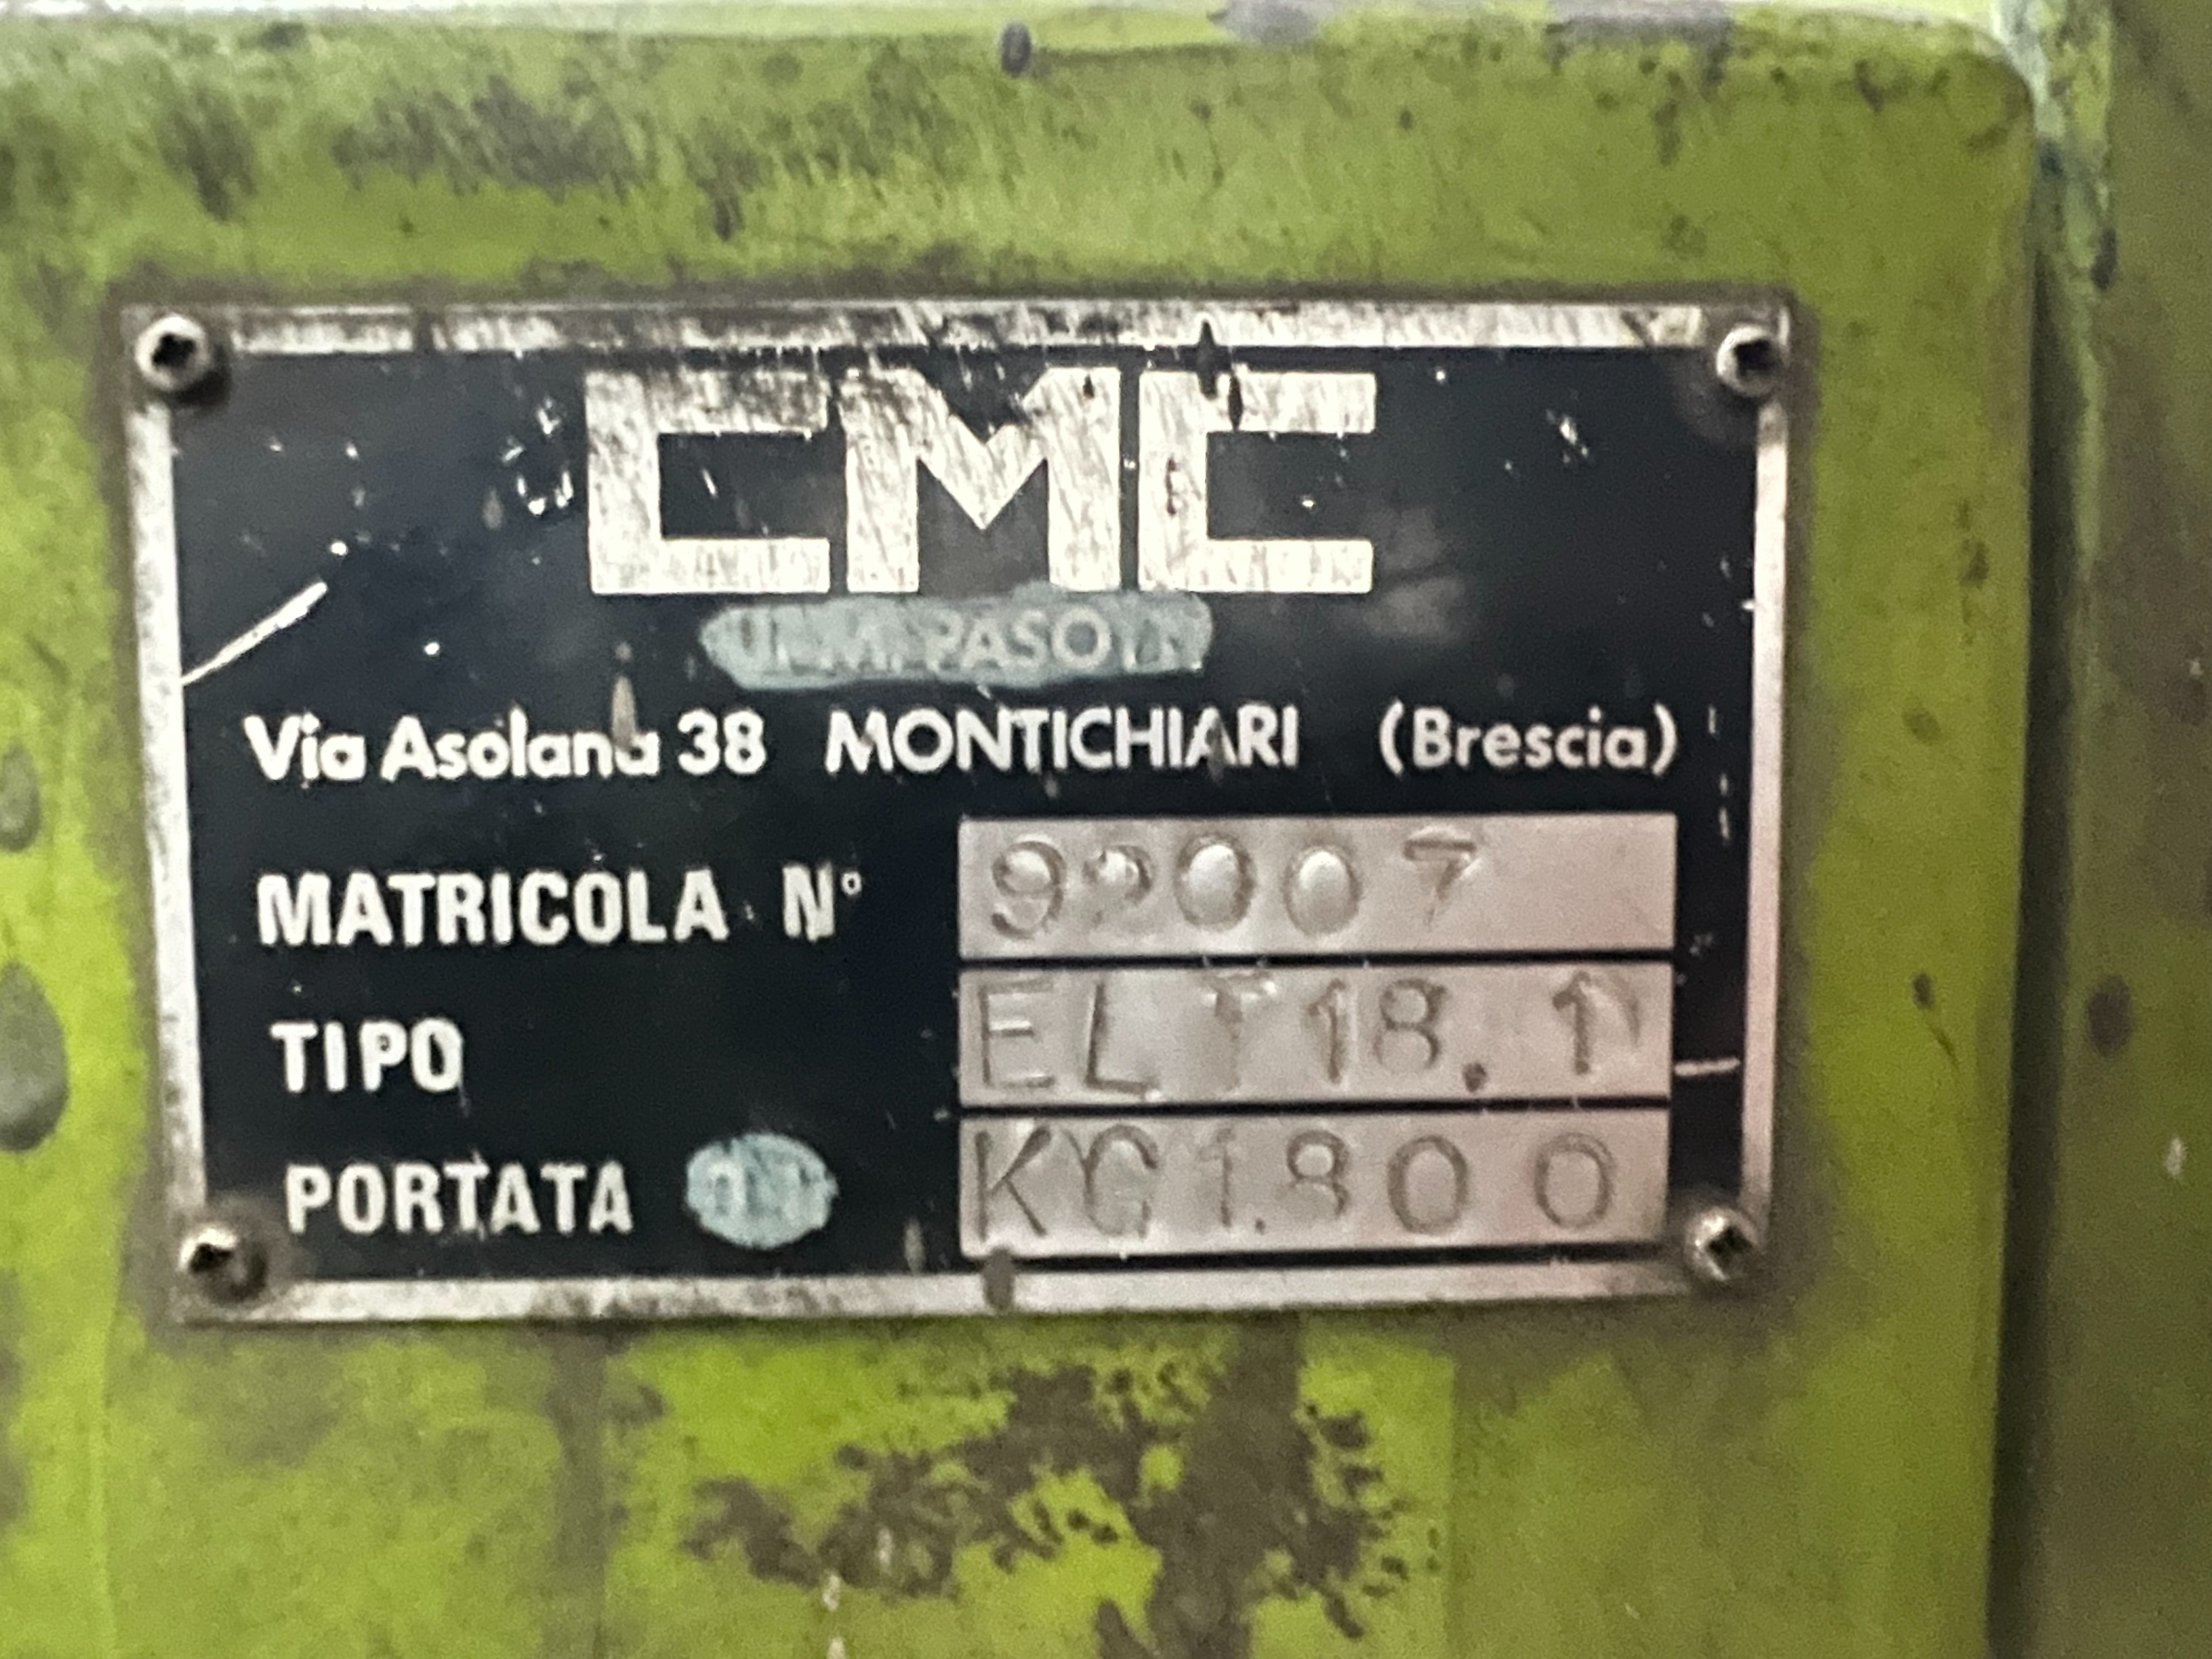 CMC
Via Asolana 38 MONTICHIARI (Brescia)
MATRICOLA N° 92007
TIPO ELT18.1
PORTATA KG1.800